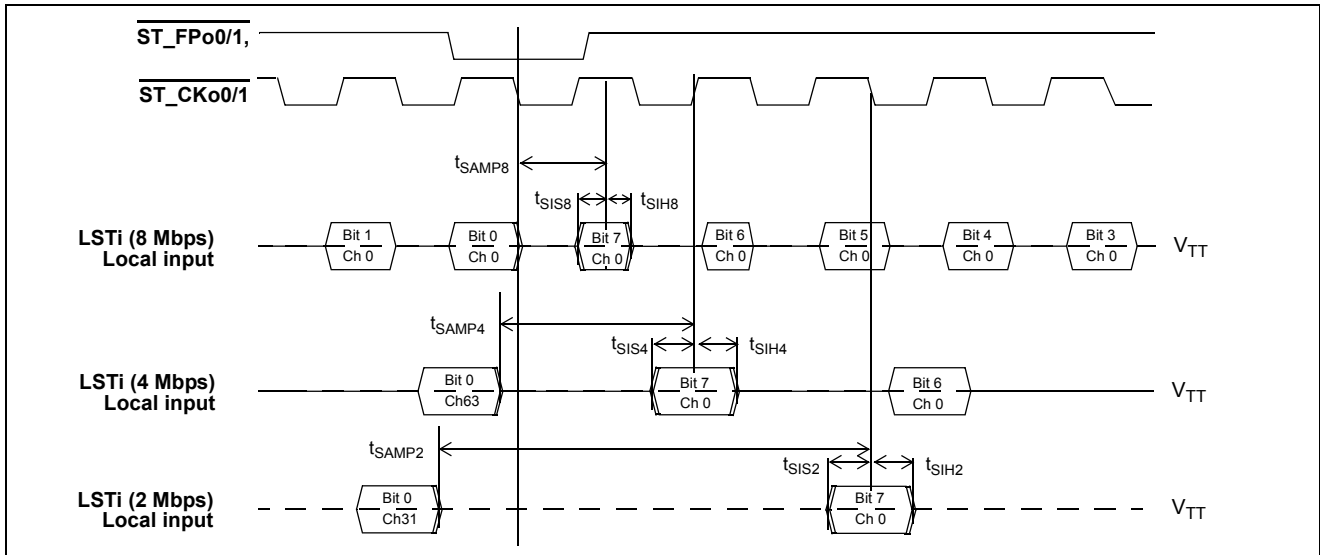 ST_FPo0/1,
ST_CKo0/1
tSAMP8
tSIS8
tSIH8
LSTi (8 Mbps)
Local input
Bit 1
Ch 0
Bit 0
Ch 0
Bit 7
Ch 0
Bit 6
Ch 0
Bit 5
Ch 0
Bit 4
Ch 0
Bit 3
Ch 0
VTT
tSAMP4
tSIS4
tSIH4
LSTi (4 Mbps)
Local input
Bit 0
Ch63
Bit 7
Ch 0
Bit 6
Ch 0
VTT
tSAMP2
tSIS2
tSIH2
LSTi (2 Mbps)
Local input
Bit 0
Ch31
Bit 7
Ch 0
VTT